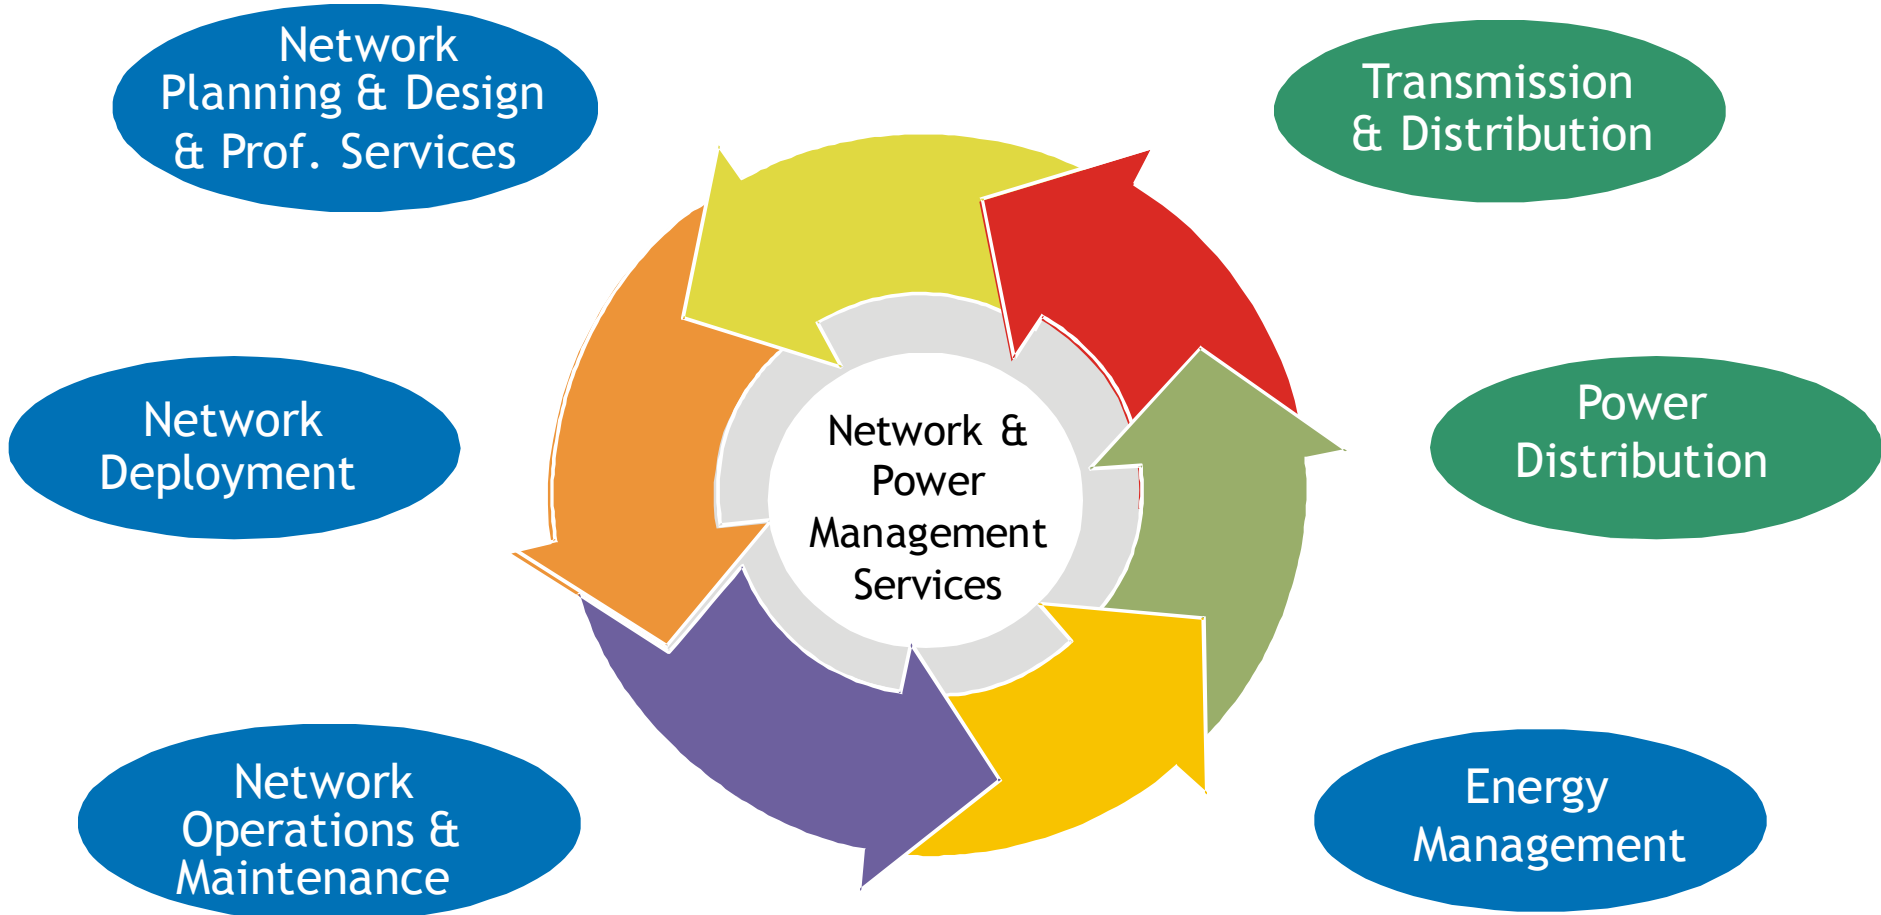 Network
Planning & Design
& Prof. Services
Transmission
& Distribution
Network
Deployment
Network &
Power
Management
Services
Power
Distribution
Network
Operations &
Maintenance
Energy
Management